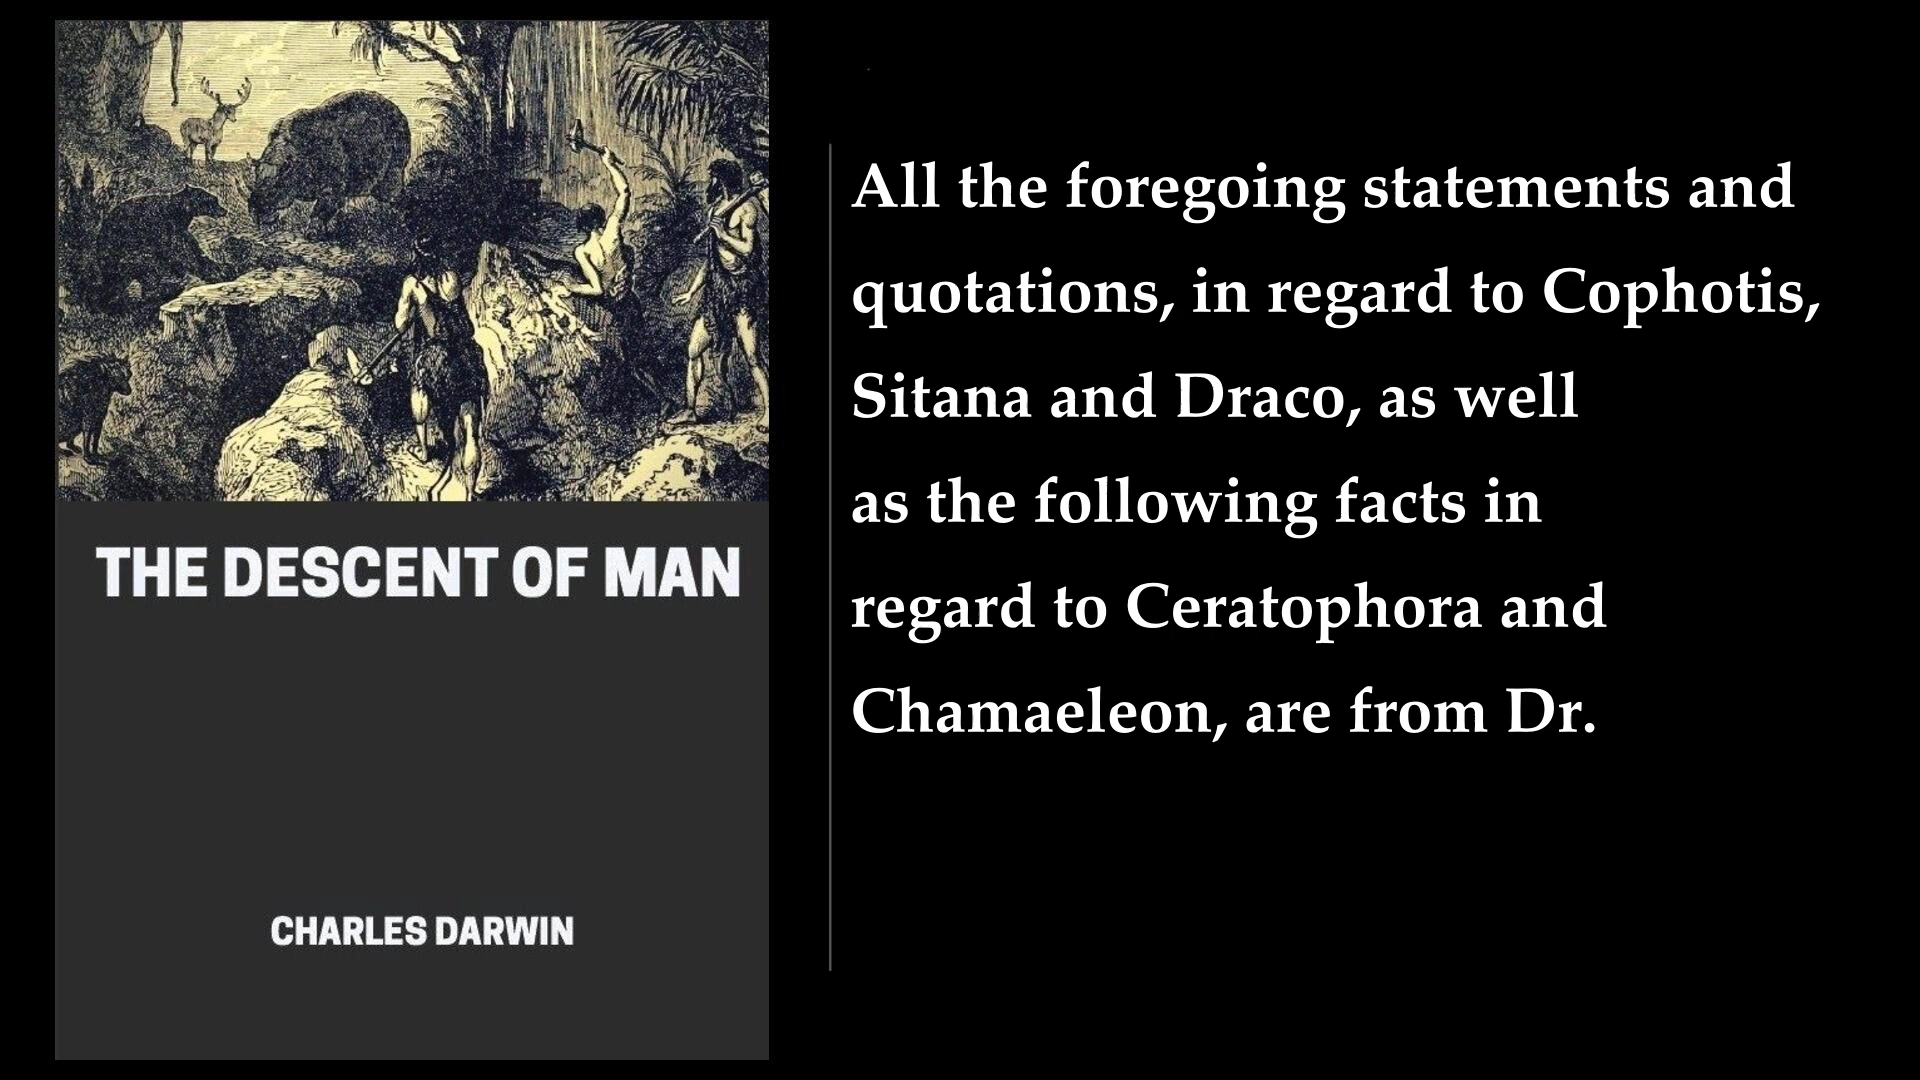 THE DESCENT OF MAN
CHARLES DARWIN
All the foregoing statements and
quotations, in regard to Cophotis,
Sitana and Draco, as well
as the following facts in
regard to Ceratophora and
Chamaeleon, are from Dr.